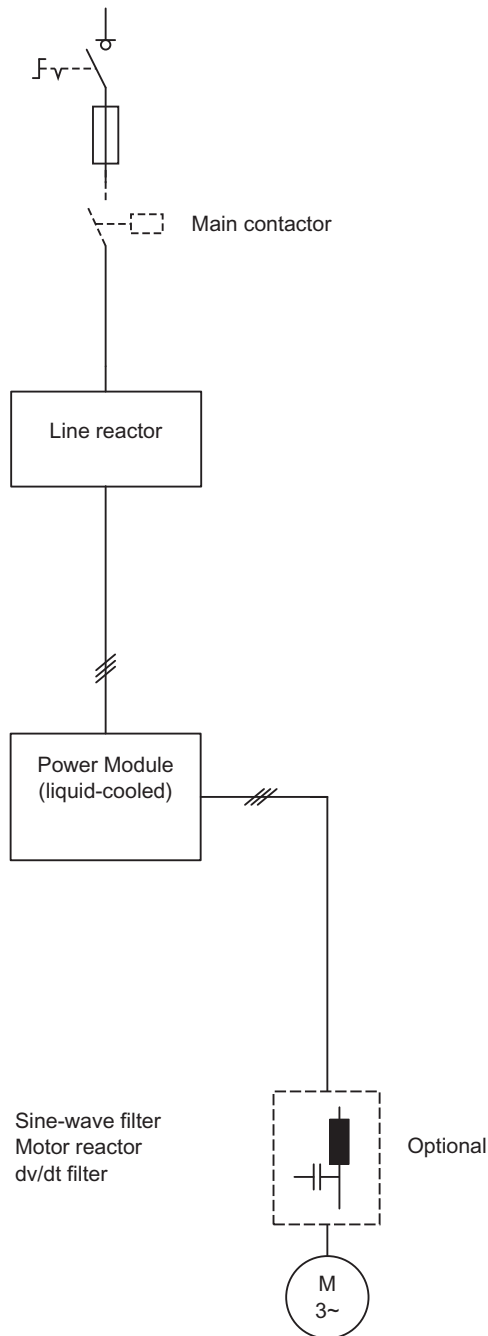 Main contactor
Line reactor
Power Module
(liquid-cooled)
Sine-wave filter
Motor reactor
dv/dt filter
Optional
M
3~